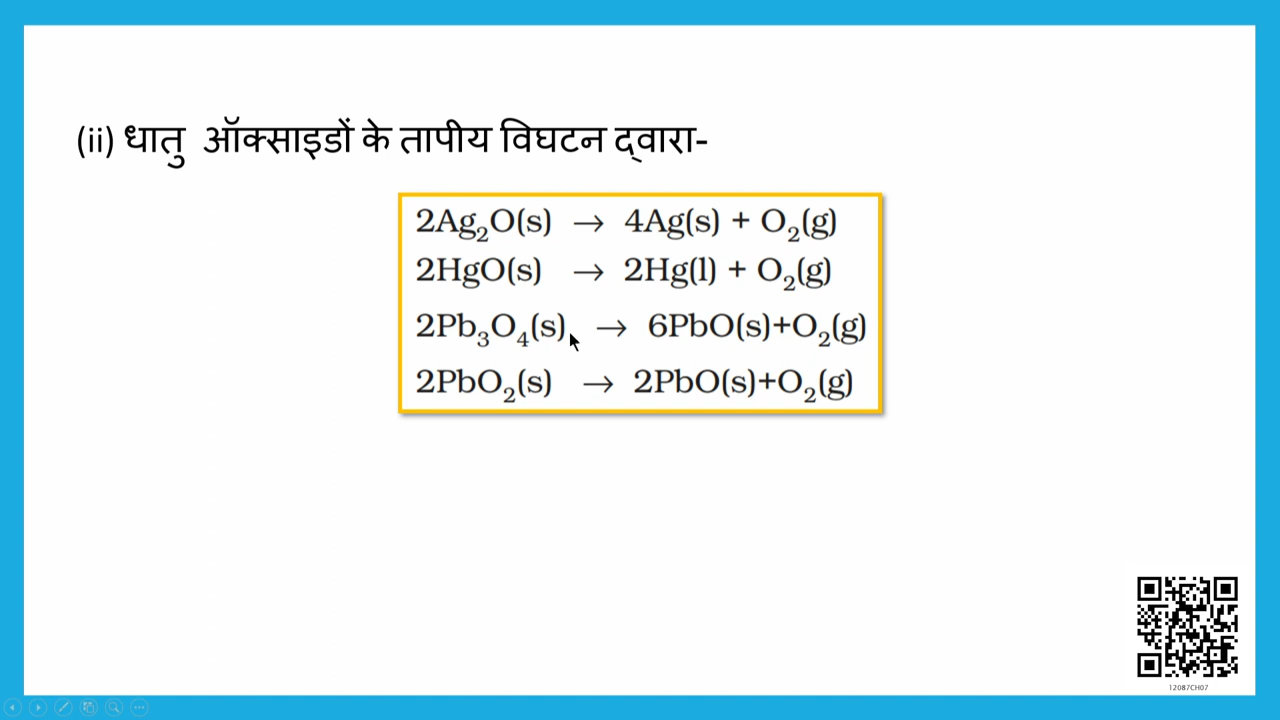 (ii) धातु ऑक्साइडों के तापीय विघटन द्वारा-
2Ag₂O(s) → 4Ag(s) + O₂(g)
2HgO(s) → 2Hg(l) + O₂(g)
2Pb₃O₄(s) → 6PbO(s)+O₂(g)
2PbO₂(s) → 2PbO(s)+O₂(g)
12087CH07